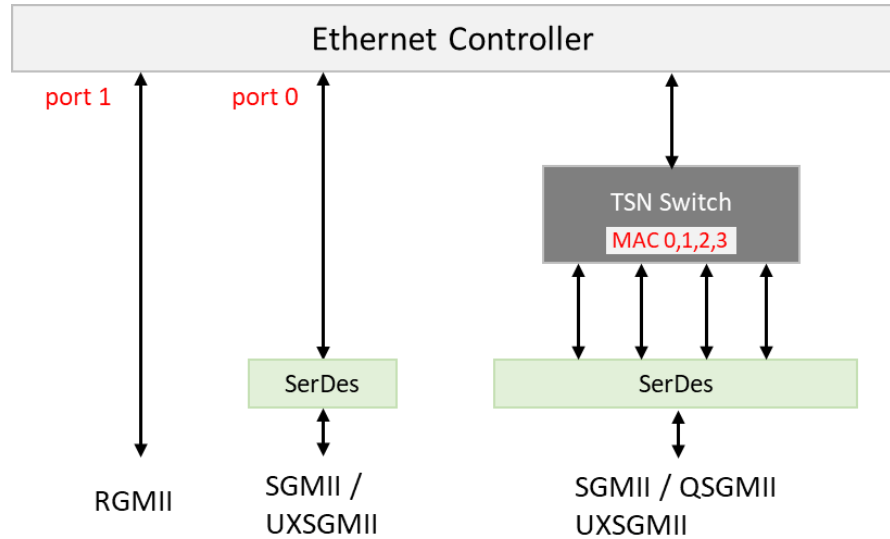 Ethernet Controller
port 1
port 0
TSN Switch
MAC 0,1,2,3
SerDes
SerDes
RGMII
SGMII /
UXSGMII
SGMII / QSGMII
UXSGMII